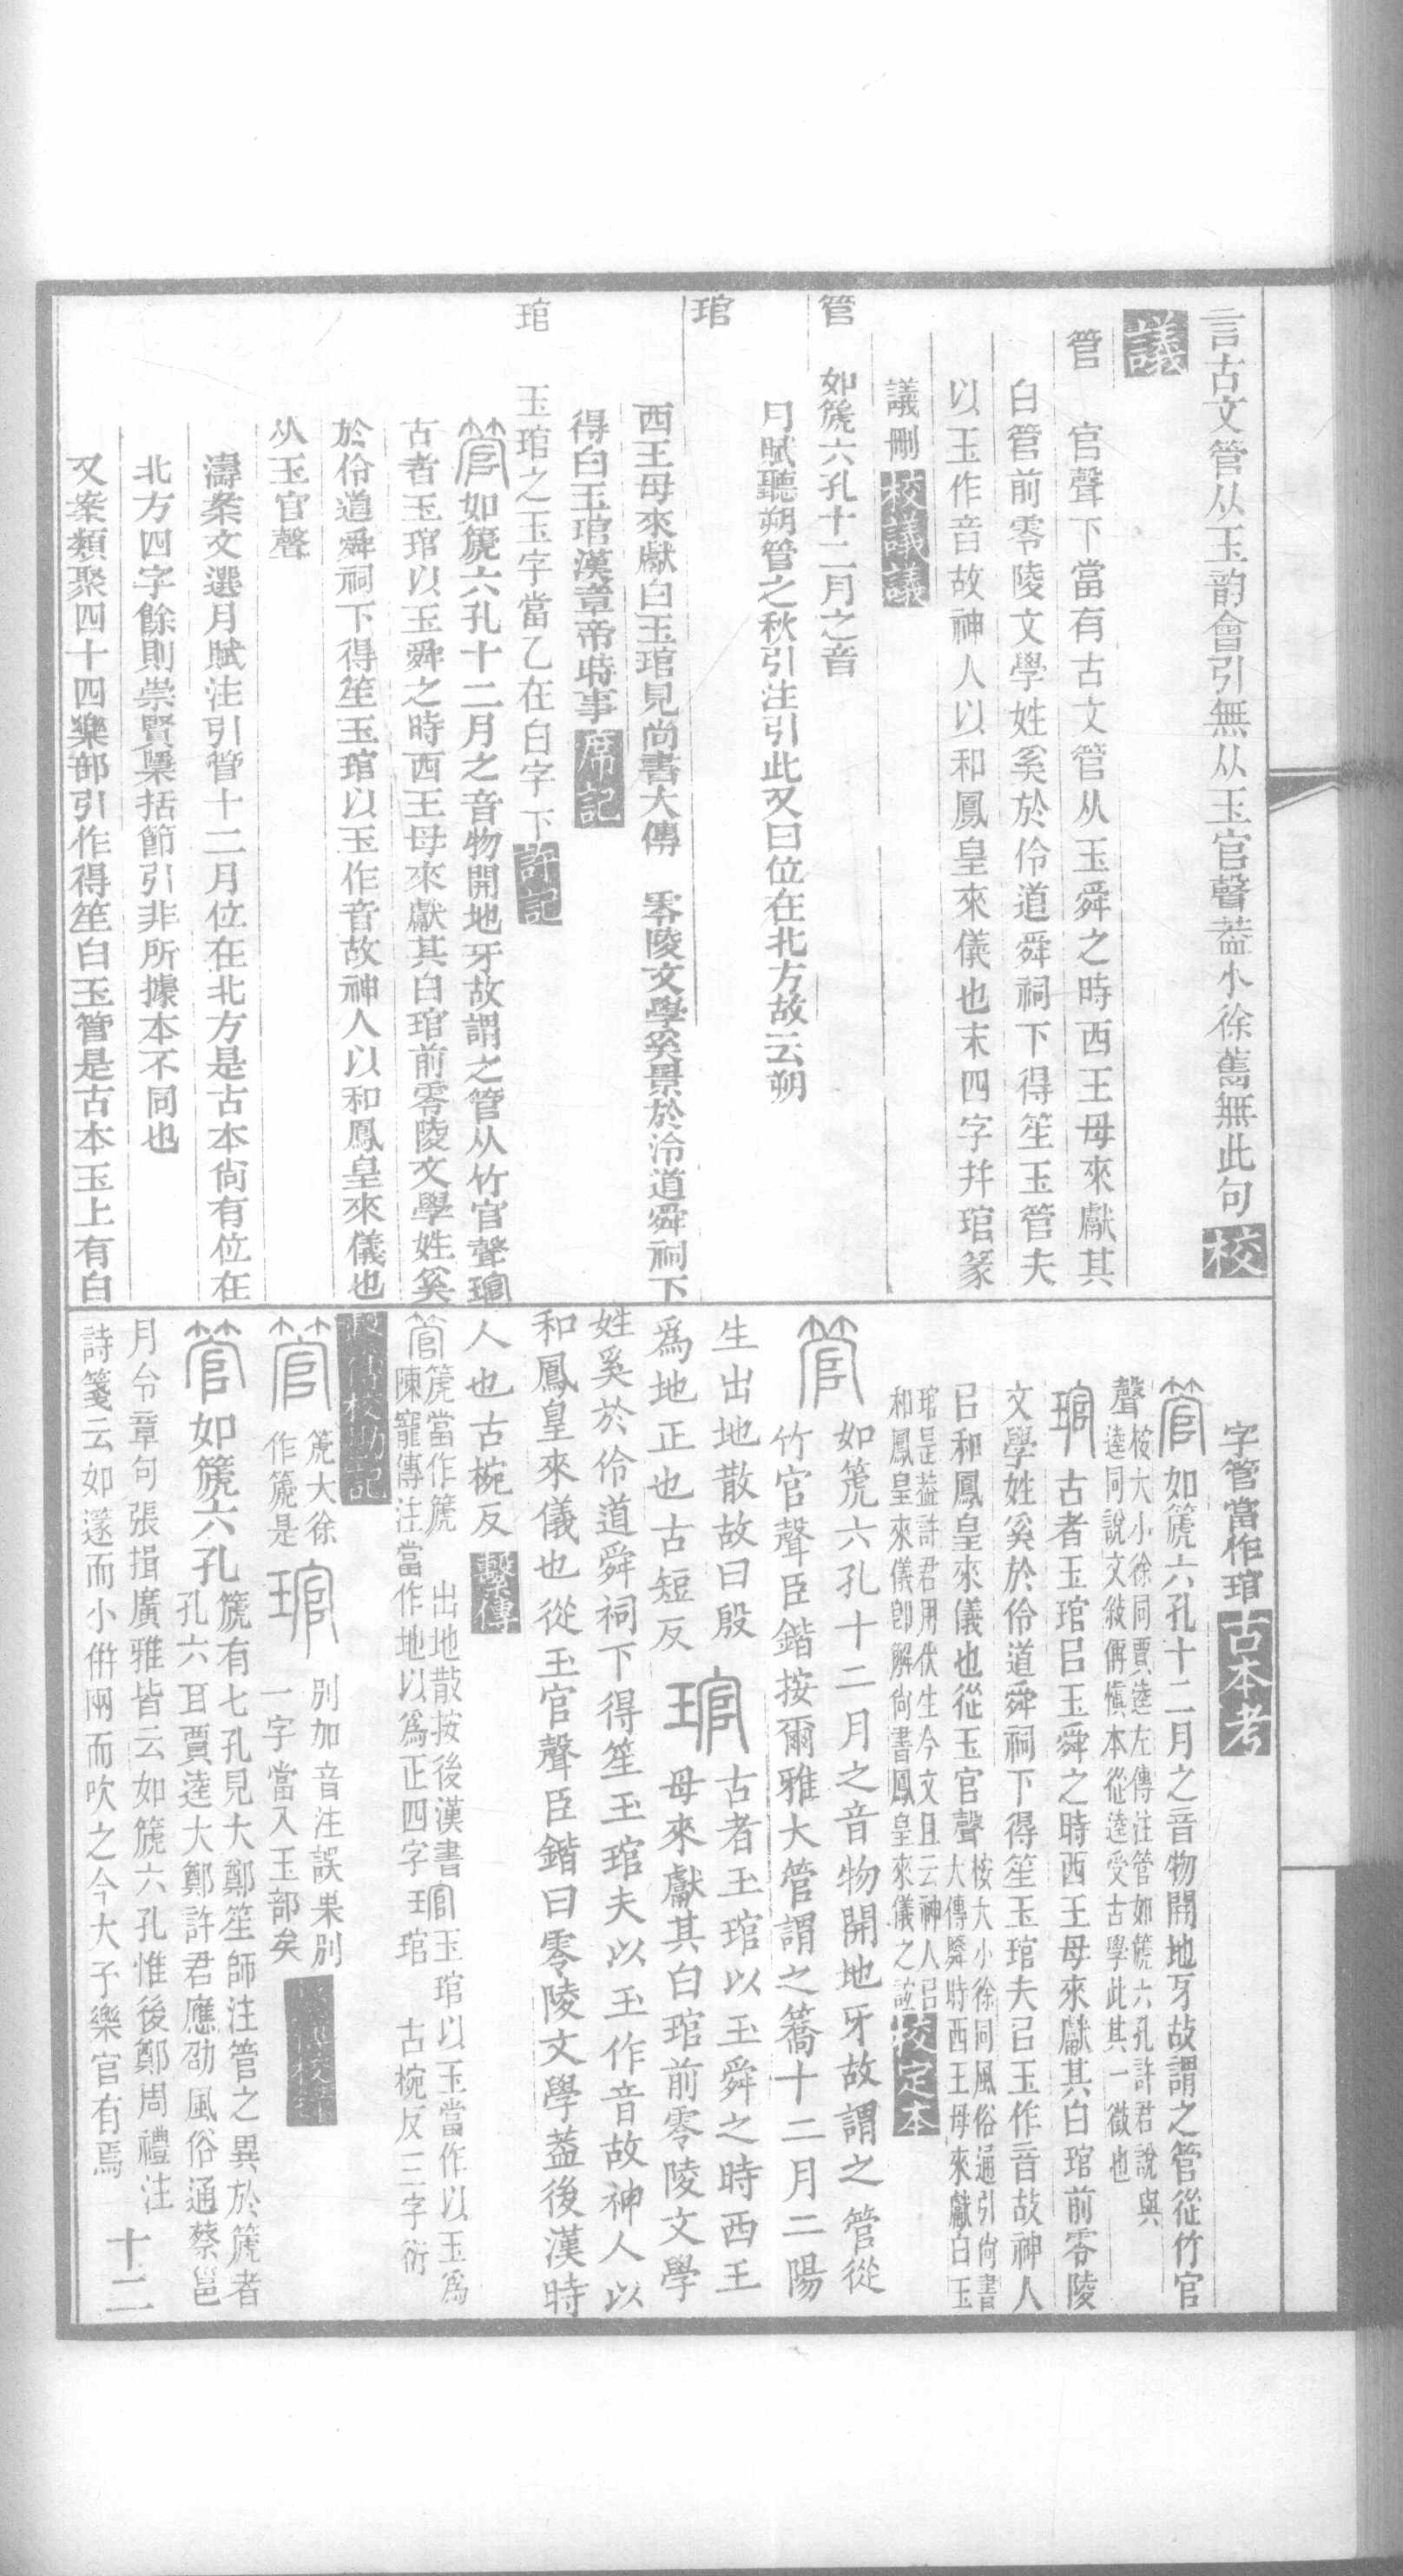 言古文管从玉韵會引無从玉官聲葢小徐舊無此句校
議
管　官聲下當有古文管从玉舜之時西王母來獻其
白管前零陵文學姓奚於伶道舜祠下得笙玉管夫
以玉作音故神人以和鳳皇來儀也末四字幷琯篆
議刪校議議
管　如篪六孔十二月之音
月賦聽朔管之秋引注引此又曰位在北方故云朔
琯
西王母來獻白玉琯見尚書大傳　零陵文學奚景於泠道舜祠下
得白玉琯漢章帝時事席記
琯　玉琯之玉字當乙在白字下許記
管如篪六孔十二月之音物開地牙故謂之管从竹官聲琯
古者玉琯以玉舜之時西王母來獻其白琯前零陵文學姓奚
於伶道舜祠下得笙玉琯以玉作音故神人以和鳳皇來儀也
从玉官聲
濤案文選月賦注引管十二月位在北方是古本尚有位在
北方四字餘則崇賢檃括節引非所據本不同也
又案類聚四十四樂部引作得笙白玉管是古本玉上有白
字管當作琯古本考
管如篪六孔十二月之音物開地牙故謂之管從竹官
聲桉大小徐同賈逵左傳注管如篪六孔許君說與
逵同說文敍偁愼本從逵受古學此其一徵也
琯古者玉琯㠯玉舜之時西王母來獻其白琯前零陵
文學姓奚於伶道舜祠下得笙玉琯夫㠯玉作音故神人
㠯和鳳皇來儀也從玉官聲桉大小徐同風俗通引尚書
大傳舜時西王母來獻白玉
琯是葢許君用伏生今文且云神人㠯
和鳳皇來儀卽解尚書鳳皇來儀之誼校定本
管如篪六孔十二月之音物開地牙故謂之管從
竹官聲臣鍇按爾雅大管謂之簥十二月二陽
生出地散故曰殷
爲地正也古短反琯古者玉琯以玉舜之時西王
母來獻其白琯前零陵文學
姓奚於伶道舜祠下得笙玉琯夫以玉作音故神人以
和鳳皇來儀也從玉官聲臣鍇曰零陵文學葢後漢時
人也古椀反繫傳
管篪當作篪　出地散按後漢書
陳寵傳注當作地以爲正四字琯玉琯以玉當作以玉爲
琯　古椀反三字衍
繫傳校勘記
管箎大徐
作篪是琯別加音注誤果別
一字當入玉部矣
管如篪六孔篪有七孔見大鄭笙師注管之異於篪者
孔六耳賈逵大鄭許君應劭風俗通蔡邕
月令章句張揖廣雅皆云如篪六孔惟後鄭周禮注
詩箋云如篴而小倂兩而吹之今大予樂官有焉
十二